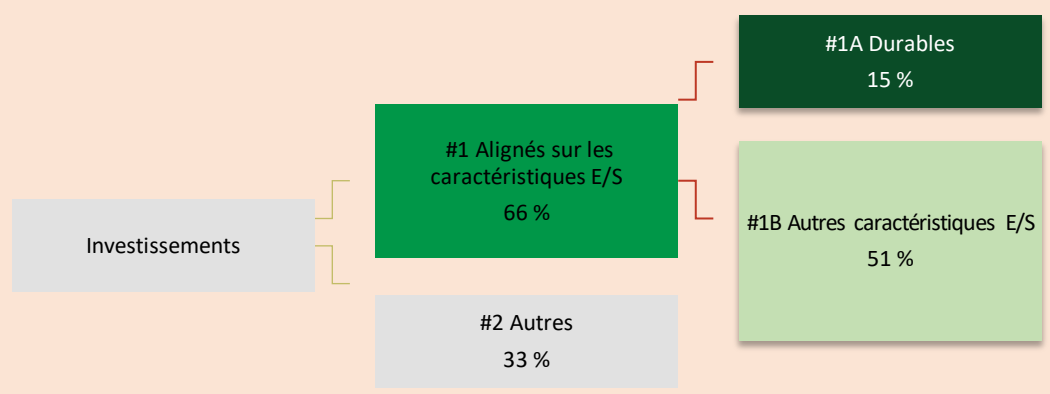 Investissements
#1 Alignés sur les
caractéristiques E/S
66 %
#2 Autres
33 %
#1A Durables
15 %
#1B Autres caractéristiques E/S
51 %